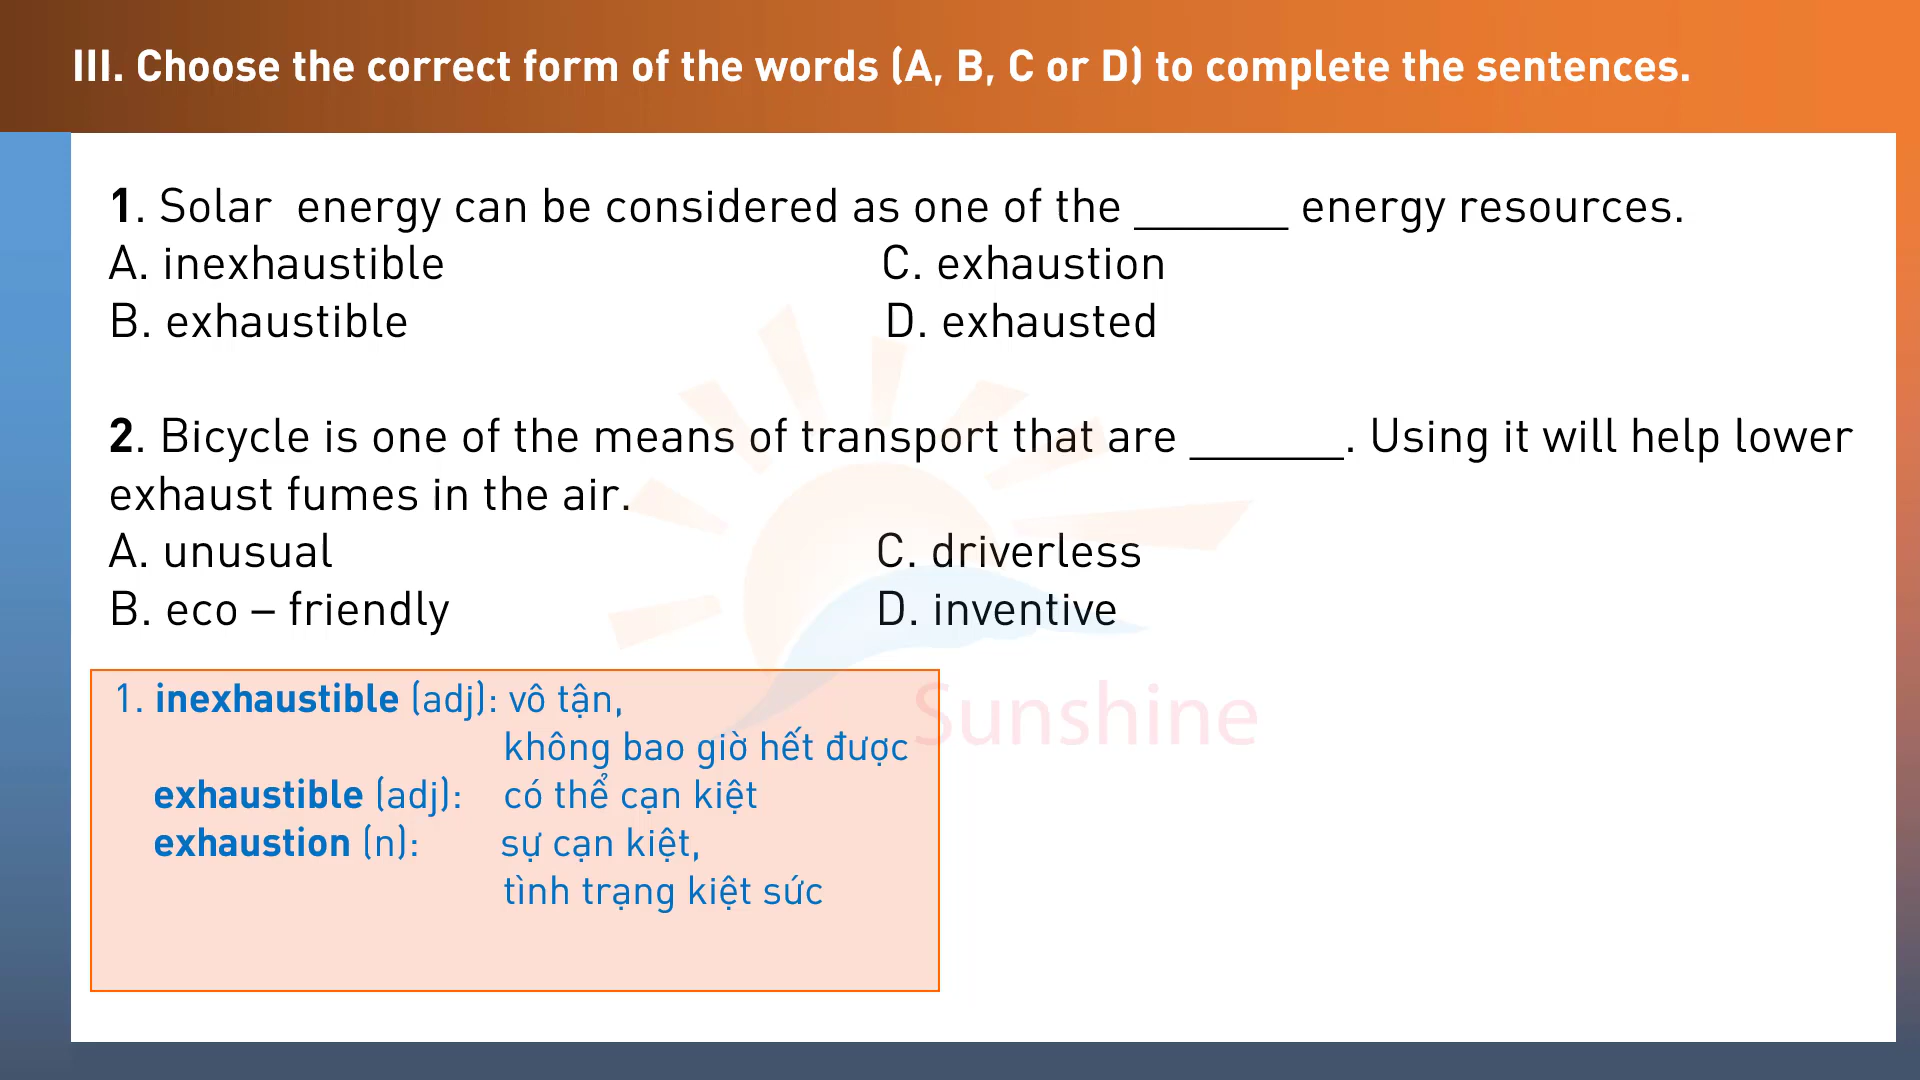 III. Choose the correct form of the words (A, B, C or D) to complete the sentences.
1. Solar energy can be considered as one of the ______ energy resources.
A. inexhaustible C. exhaustion
B. exhaustible D. exhausted
2. Bicycle is one of the means of transport that are ______. Using it will help lower
exhaust fumes in the air.
A. unusual C. driverless
B. eco – friendly D. inventive
1. inexhaustible (adj): vô tận,
không bao giờ hết được
exhaustible (adj): có thể cạn kiệt
exhaustion (n): sự cạn kiệt,
tình trạng kiệt sức
Sunshine